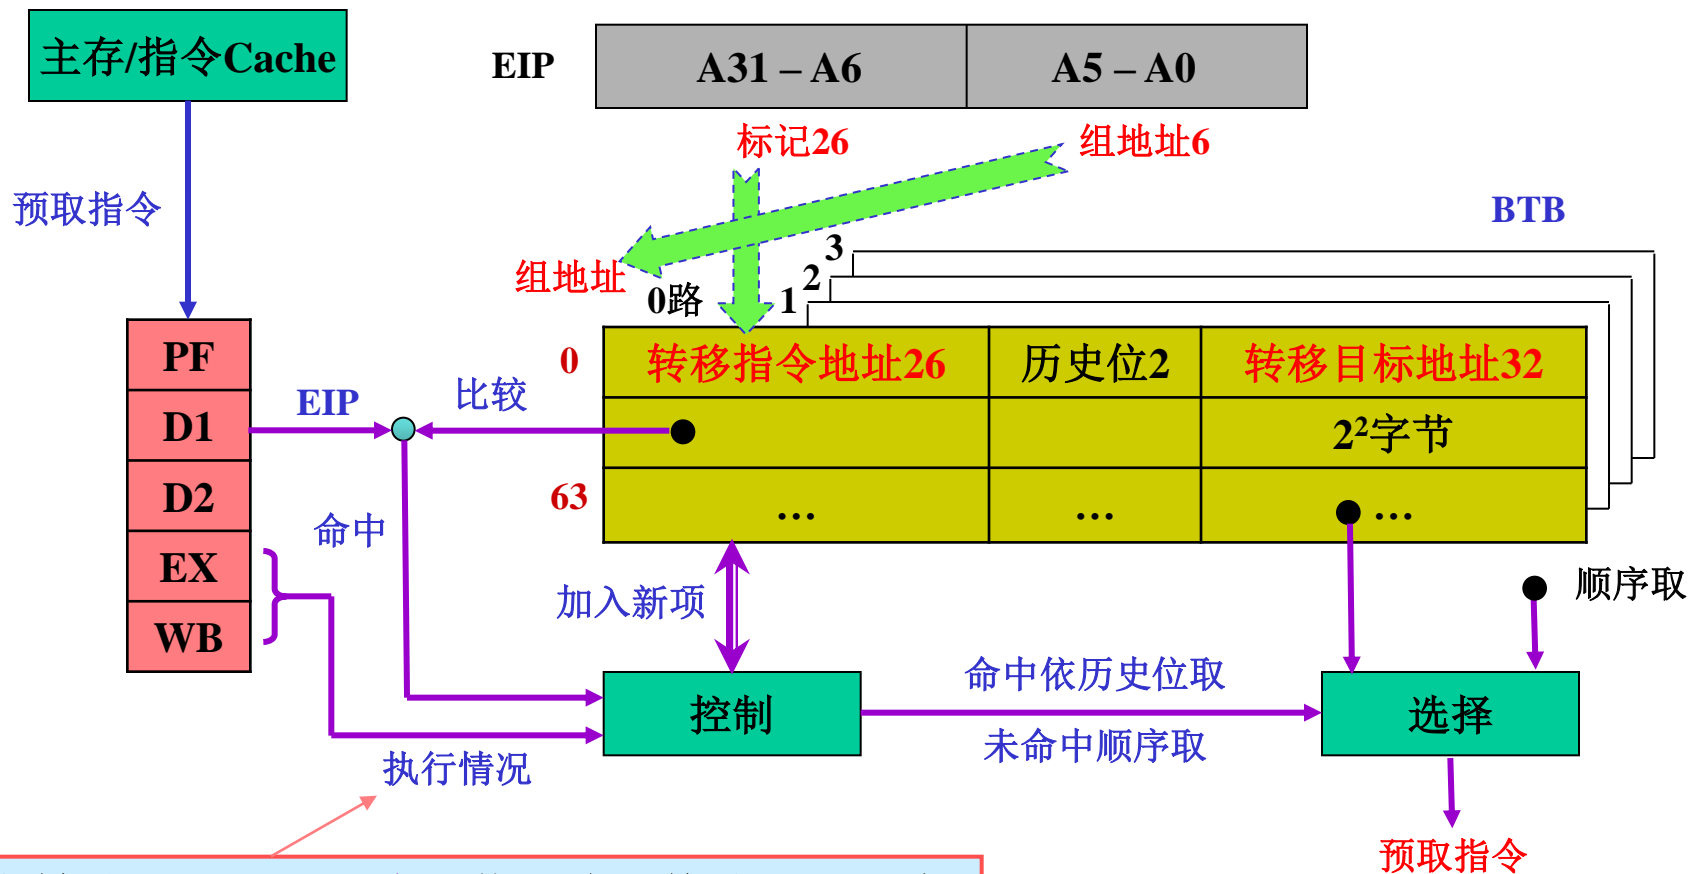 主存/指令Cache
EIP
A31 – A6
A5 – A0
标记26
组地址6
预取指令
BTB
组地址
0路
1
2
3
PF
D1
D2
EX
WB
EIP
比较
命中
0
转移指令地址26
历史位2
转移目标地址32
2²字节
63
…
…
…
加入新项
顺序取
控制
命中依历史位取
未命中顺序取
选择
执行情况
预取指令